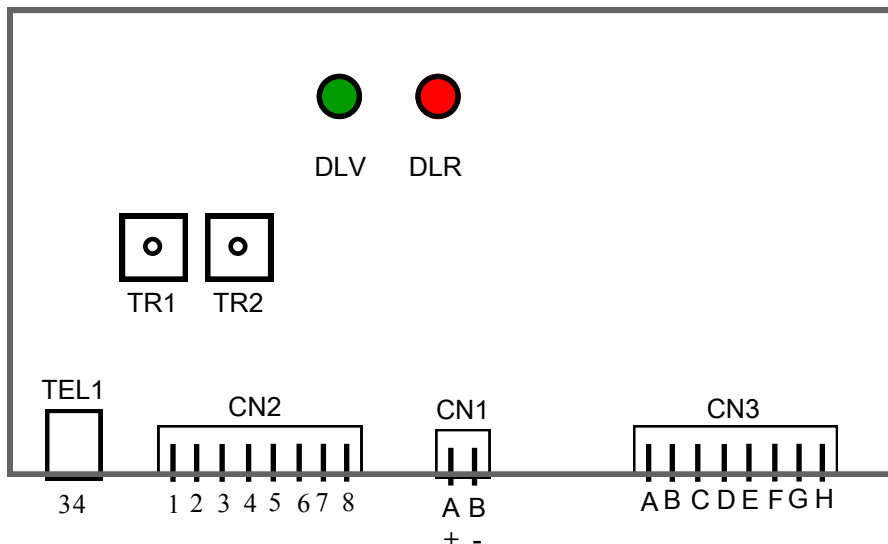 DLV DLR
TR1 TR2
TEL1 CN2 CN1 CN3
34 1 2 3 4 5 6 7 8 A B A B C D E F G H
+ -